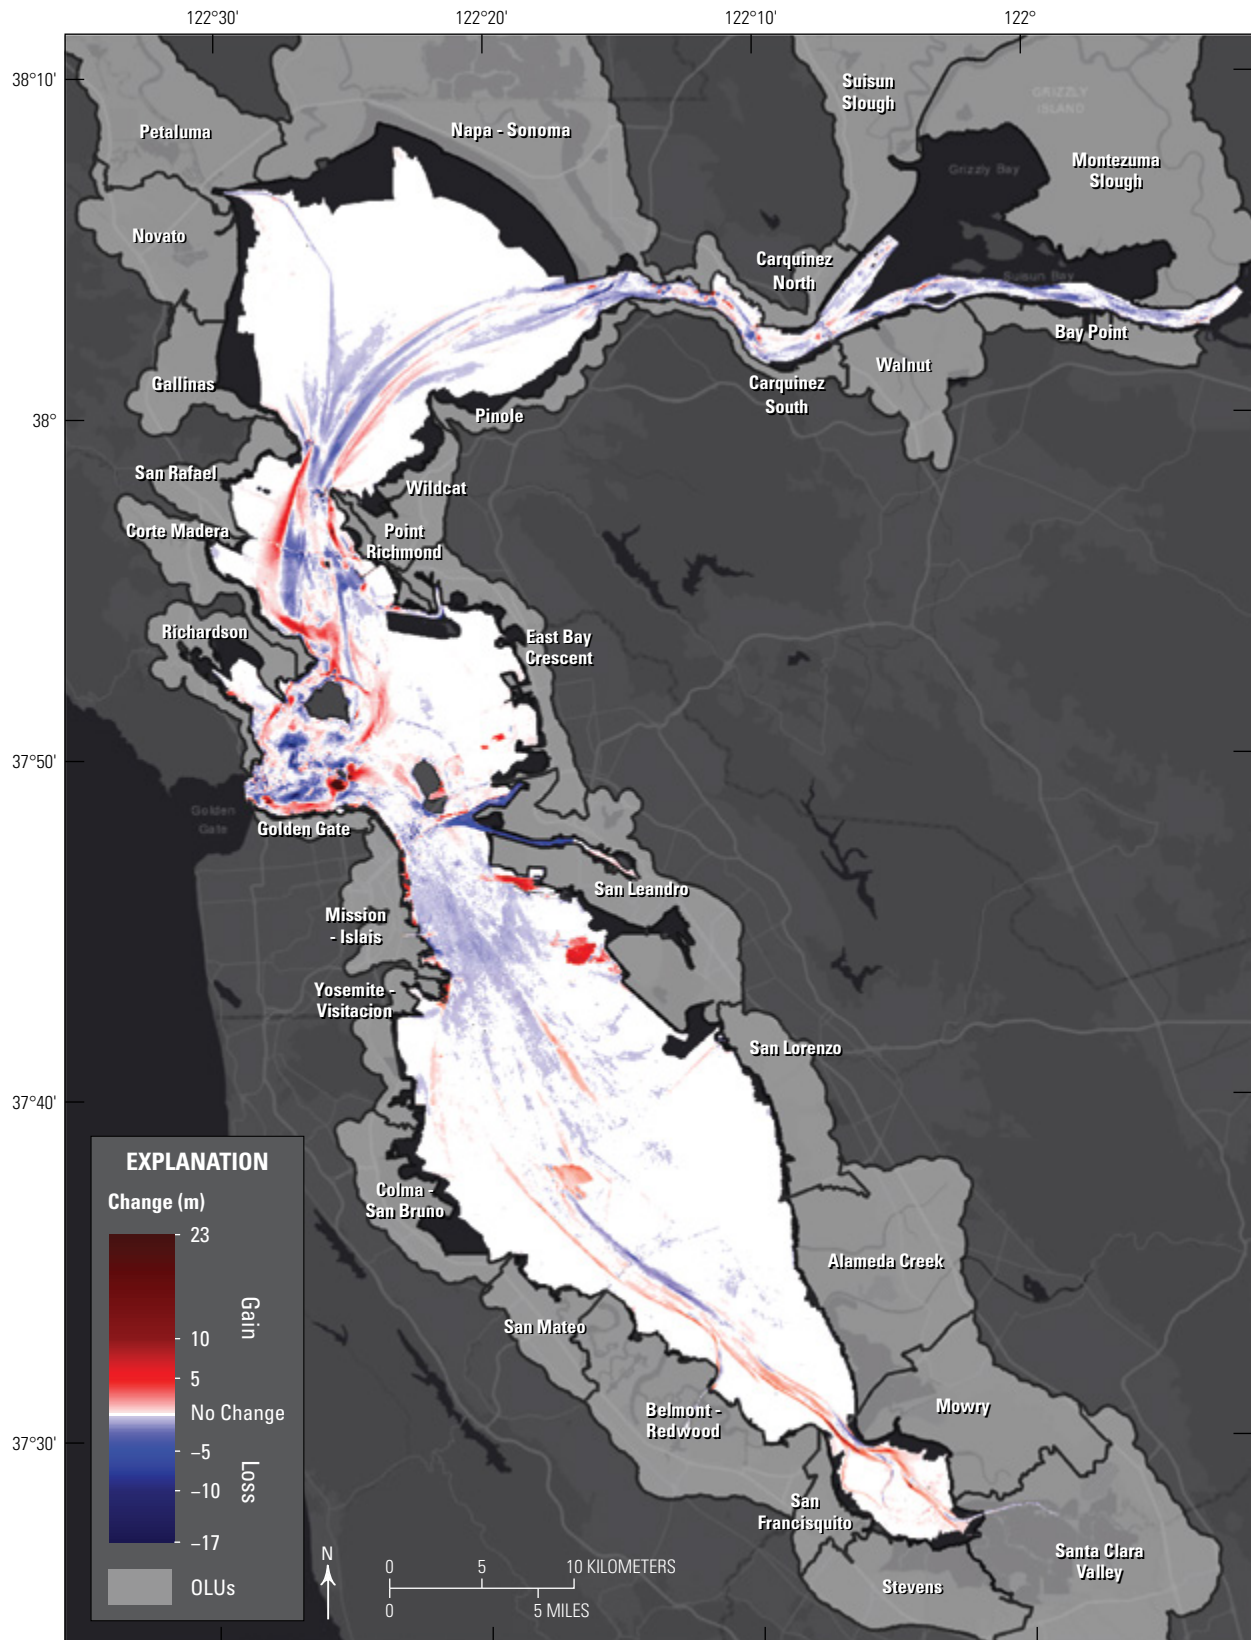 122°30'
122°20'
122°10'
122°
38°10'
38°
37°50'
37°40'
37°30'
Petaluma
Napa - Sonoma
Suisun
Slough
GRIZZLY
ISLAND
Montezuma
Slough
Grizzly Bay
Novato
Carquinez
North
Suisun Bay
Bay Point
Walnut
Gallinas
Carquinez
South
Pinole
San Rafael
Wildcat
Corte Madera
Point
Richmond
Richardson
East Bay
Crescent
Golden
Gate
Golden Gate
San Leandro
Mission
- Islais
Yosemite -
Visitacion
San Lorenzo
Colma -
San Bruno
Alameda Creek
San Mateo
Belmont -
Redwood
Mowry
San
Francisquito
Santa Clara
Valley
Stevens
EXPLANATION
Change (m)
23
10
5
No Change
–5
–10
–17
Gain
Loss
OLUs
N
0 5 10 KILOMETERS
0 5 MILES